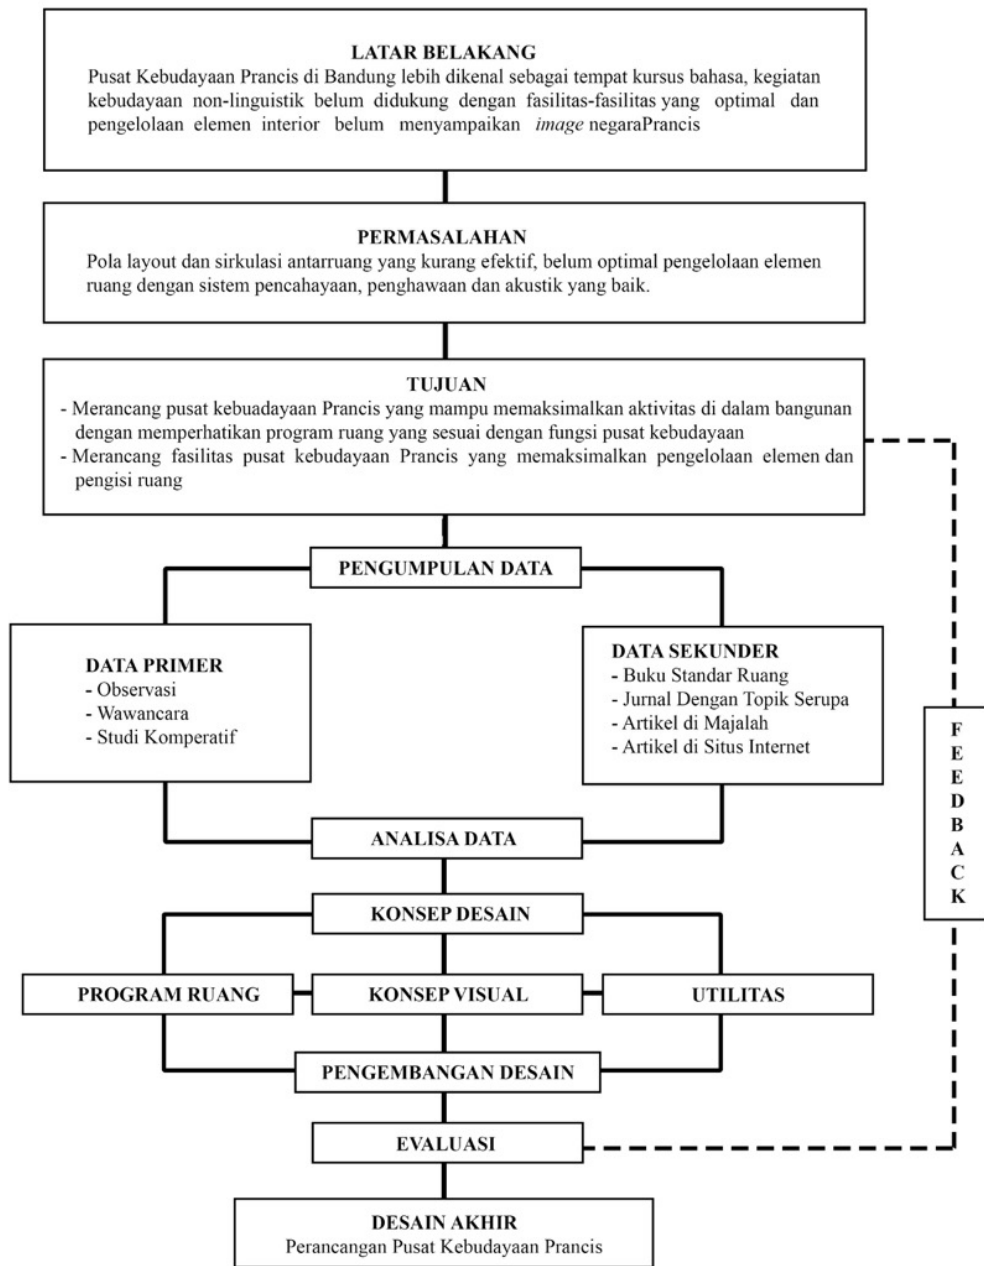 LATAR BELAKANG
Pusat Kebudayaan Prancis di Bandung lebih dikenal sebagai tempat kursus bahasa, kegiatan
kebudayaan non-linguistik belum didukung dengan fasilitas-fasilitas yang optimal dan
pengelolaan elemen interior belum menyampaikan image negaraPrancis
PERMASALAHAN
Pola layout dan sirkulasi antarruang yang kurang efektif, belum optimal pengelolaan elemen
ruang dengan sistem pencahayaan, penghawaan dan akustik yang baik.
TUJUAN
- Merancang pusat kebuadayaan Prancis yang mampu memaksimalkan aktivitas di dalam bangunan
dengan memperhatikan program ruang yang sesuai dengan fungsi pusat kebudayaan
- Merancang fasilitas pusat kebudayaan Prancis yang memaksimalkan pengelolaan elemen dan
pengisi ruang
PENGUMPULAN DATA
DATA PRIMER
- Observasi
- Wawancara
- Studi Komperatif
DATA SEKUNDER
- Buku Standar Ruang
- Jurnal Dengan Topik Serupa
- Artikel di Majalah
- Artikel di Situs Internet
FEEDBACK
ANALISA DATA
KONSEP DESAIN
PROGRAM RUANG
KONSEP VISUAL
UTILITAS
PENGEMBANGAN DESAIN
EVALUASI
DESAIN AKHIR
Perancangan Pusat Kebudayaan Prancis